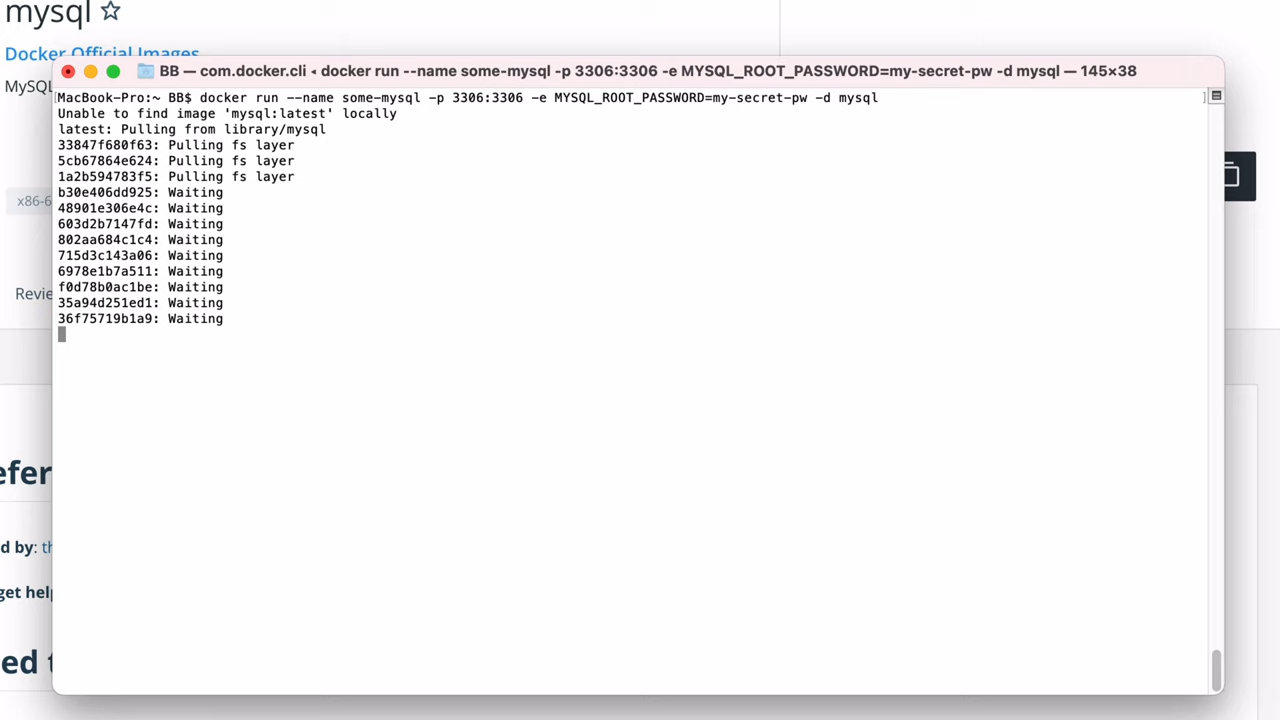 mysql
Docker Official Images
MySQL
BB — com.docker.cli ◂ docker run --name some-mysql -p 3306:3306 -e MYSQL_ROOT_PASSWORD=my-secret-pw -d mysql — 145×38
[MacBook-Pro:~ BB$ docker run --name some-mysql -p 3306:3306 -e MYSQL_ROOT_PASSWORD=my-secret-pw -d mysql ]
Unable to find image 'mysql:latest' locally
latest: Pulling from library/mysql
33847f680f63: Pulling fs layer
5cb67864e624: Pulling fs layer
1a2b594783f5: Pulling fs layer
b30e406dd925: Waiting
48901e306e4c: Waiting
603d2b7147fd: Waiting
802aa684c1c4: Waiting
715d3c143a06: Waiting
6978e1b7a511: Waiting
f0d78b0ac1be: Waiting
35a94d251ed1: Waiting
36f75719b1a9: Waiting
x86-6
Revie
efer
d by: th
get help
ed t